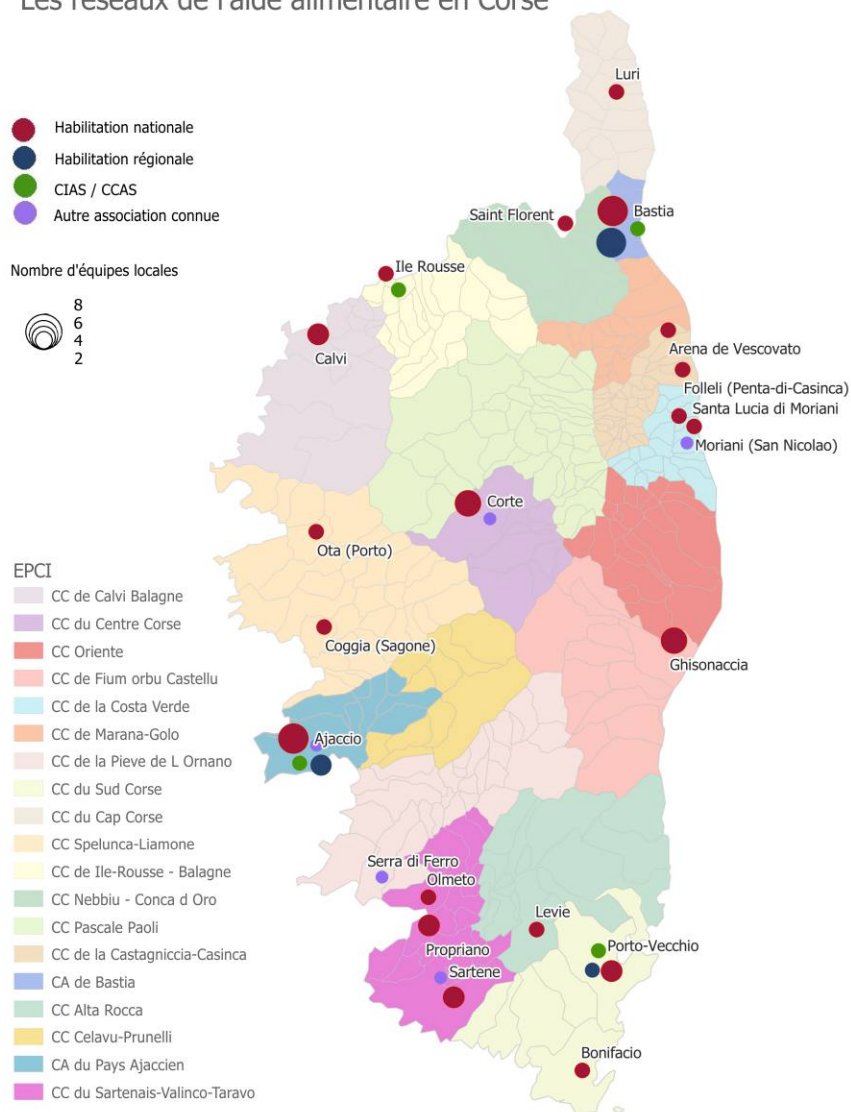 Les réseaux de l'aide alimentaire en Corse
Habilitation nationale
Habilitation régionale
CIAS / CCAS
Autre association connue
Nombre d'équipes locales
8
6
4
2
Luri
Bastia
Saint Florent
Ile Rousse
Calvi
Arena de Vescovato
Folleli (Penta-di-Casinca)
Santa Lucia di Moriani
Moriani (San Nicolao)
Corte
Ota (Porto)
Coggia (Sagone)
Ghisonaccia
Ajaccio
Serra di Ferro
Olmeto
Levie
Porto-Vecchio
Propriano
Sartene
Bonifacio
EPCI
CC de Calvi Balagne
CC du Centre Corse
CC Oriente
CC de Fium orbu Castellu
CC de la Costa Verde
CC de Marana-Golo
CC de la Pieve de L Ornano
CC du Sud Corse
CC du Cap Corse
CC Spelunca-Liamone
CC de Ile-Rousse - Balagne
CC Nebbiu - Conca d Oro
CC Pascale Paoli
CC de la Castagniccia-Casinca
CA de Bastia
CC Alta Rocca
CC Celavu-Prunelli
CA du Pays Ajaccien
CC du Sartenais-Valinco-Taravo